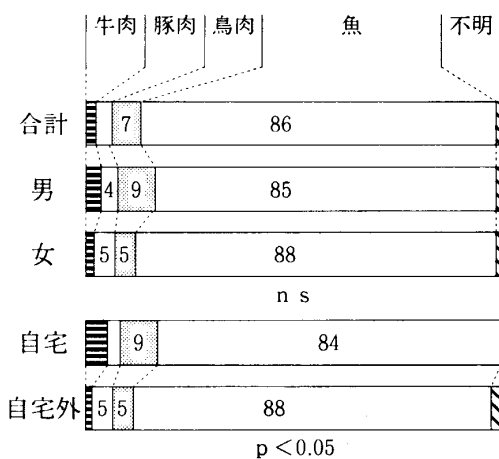 牛肉 豚肉 鳥肉 魚 不明
合計 7 86
男 4 9 85
女 5 5 88
n s
自宅 9 84
自宅外 5 5 88
p<0.05